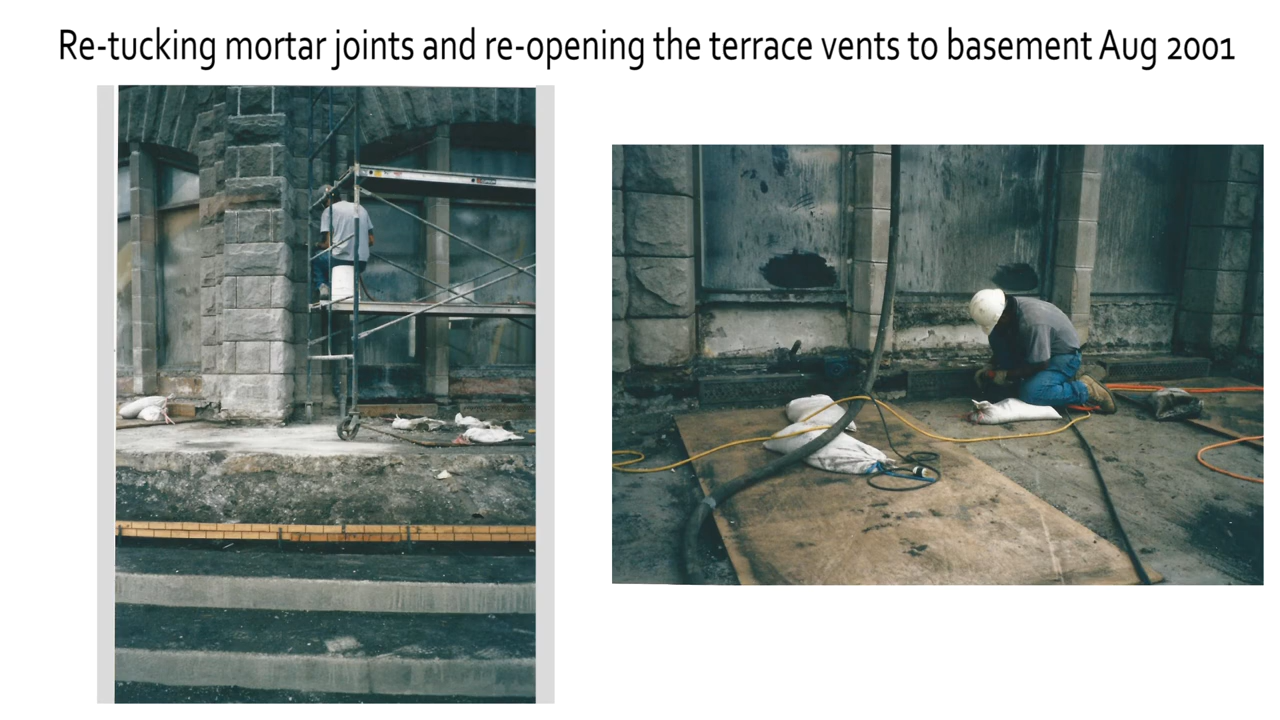 Re-tucking mortar joints and re-opening the terrace vents to basement Aug 2001